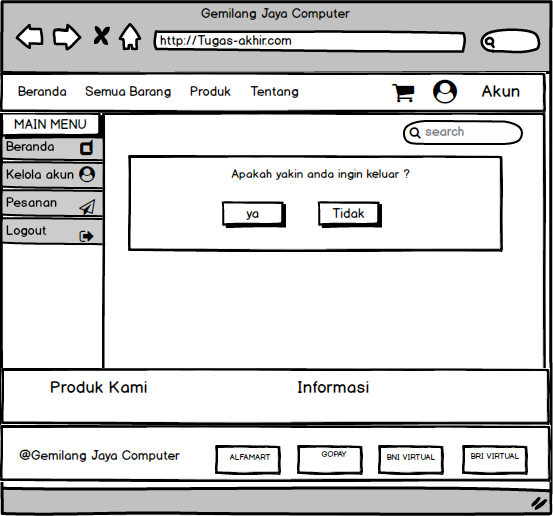 Gemilang Jaya Computer
http://Tugas-akhir.com
Beranda Semua Barang Produk Tentang Akun
MAIN MENU
search
Beranda
Kelola akun
Pesanan
Logout
Apakah yakin anda ingin keluar ?
ya Tidak
Produk Kami Informasi
@Gemilang Jaya Computer ALFAMART GOPAY BNI VIRTUAL BRI VIRTUAL